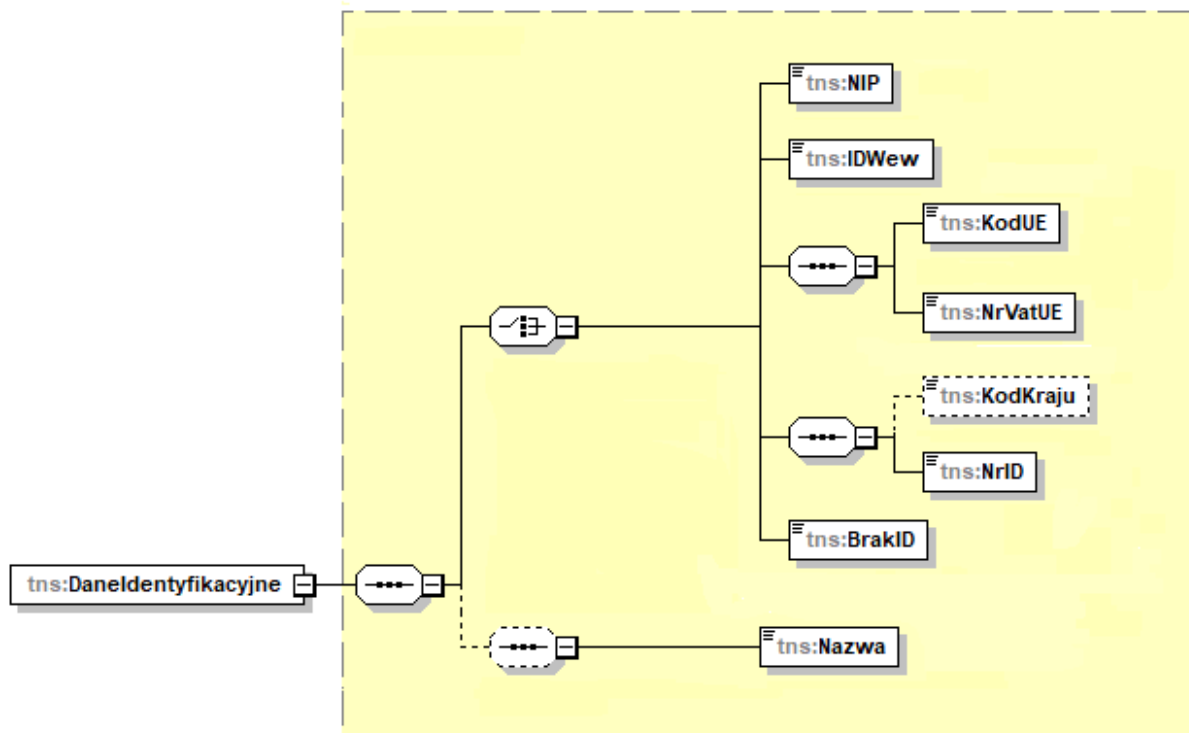 tns:NIP
tns:IDWew
tns:KodUE
tns:NrVatUE
tns:KodKraju
tns:NrID
tns:BrakID
tns:DaneIdentyfikacyjne
tns:Nazwa